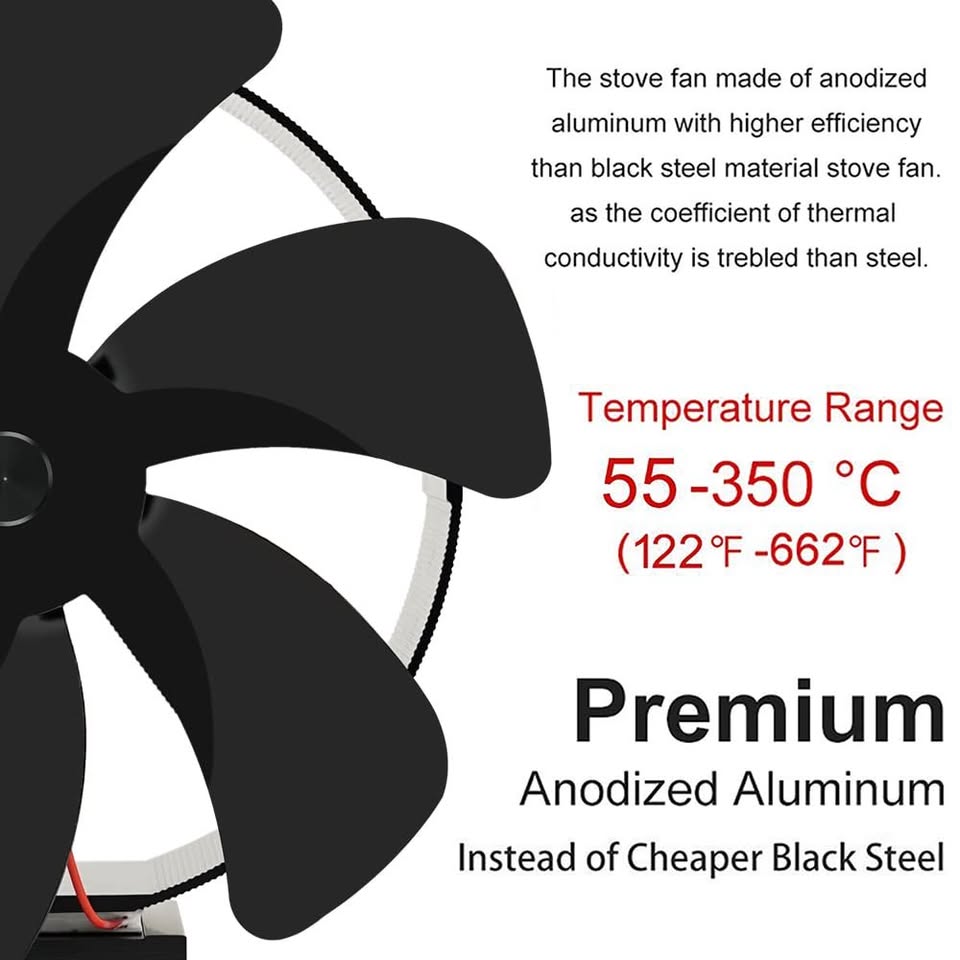 The stove fan made of anodized
aluminum with higher efficiency
than black steel material stove fan.
as the coefficient of thermal
conductivity is trebled than steel.
Temperature Range
55-350 °C
(122℉ -662℉ )
Premium
Anodized Aluminum
Instead of Cheaper Black Steel